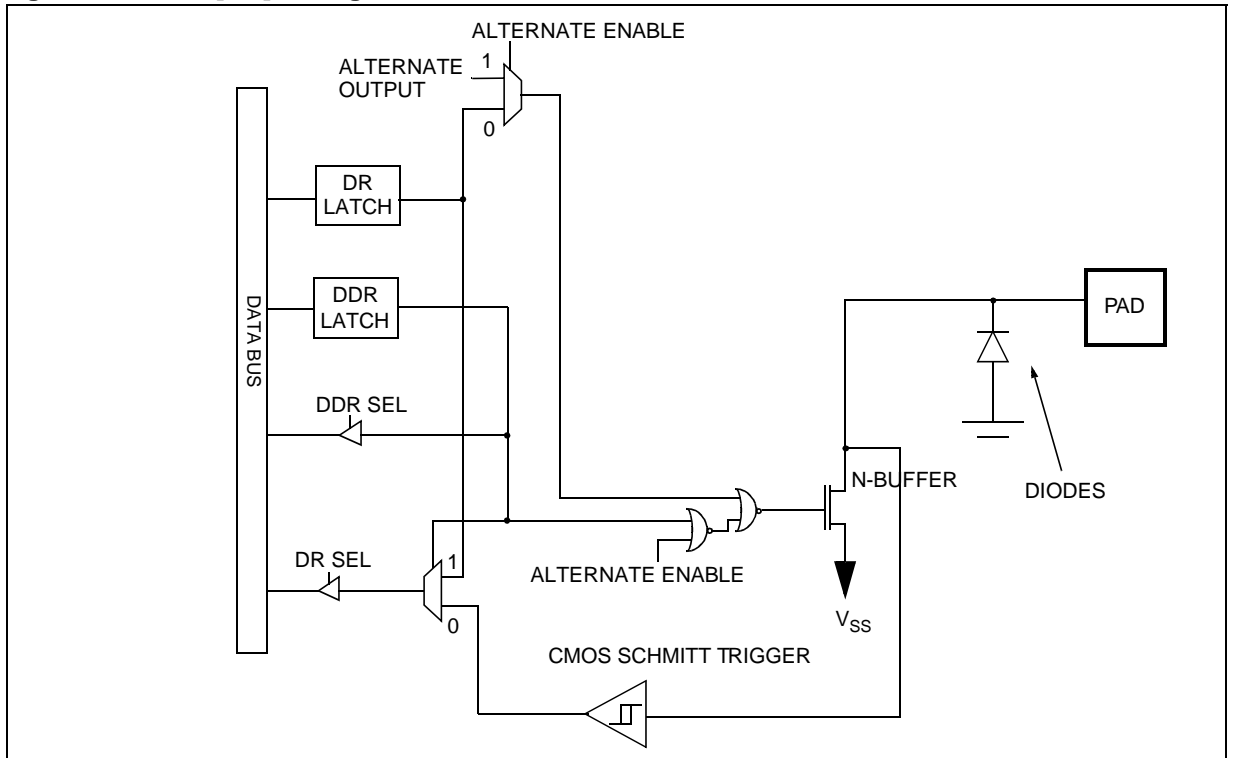 ALTERNATE ENABLE
ALTERNATE
OUTPUT
1
0
DR
LATCH
DDR
LATCH
DATA BUS
PAD
DDR SEL
N-BUFFER
DIODES
DR SEL
1
0
ALTERNATE ENABLE
VSS
CMOS SCHMITT TRIGGER